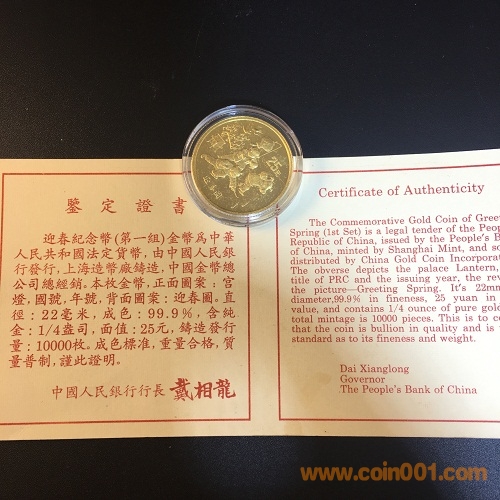 鉴定證書
迎春紀念幣(第一組)金幣爲中華
人民共和國法定貨幣，由中國人民銀
行發行，上海造幣廠鑄造，中國金幣總
公司總經銷。本枚金幣，正面圖案：宮
燈，國號，年號，背面圖案：迎春圖。直
徑：22毫米，成色：99.9%，含純
金：1/4盎司，面值：25元，鑄造發行
量：10000枚。成色標准，重量合格，質
量普制，謹此證明。
中國人民銀行行長 戴相龍
25元
Certificate of Authenticity
The Commemorative Gold Coin of Greet
Spring (1st Set) is a legal tender of the Peop
Republic of China, issued by the People's B
of China, minted by Shanghai Mint, and so
distributed by China Gold Coin Incorporat
The obverse depicts the palace Lantern,
title of PRC and the issuing year, the rev
the picture—Greeting Spring. It's 22mm
diameter,99.9% in fineness, 25 yuan in
value, and contains 1/4 ounce of pure gold
total mintage is 10000 pieces. This is to c
that the coin is bullion in quality and is
standard as to its fineness and weight.
Dai Xianglong
Governor
The People's Bank of China
www.coin001.com